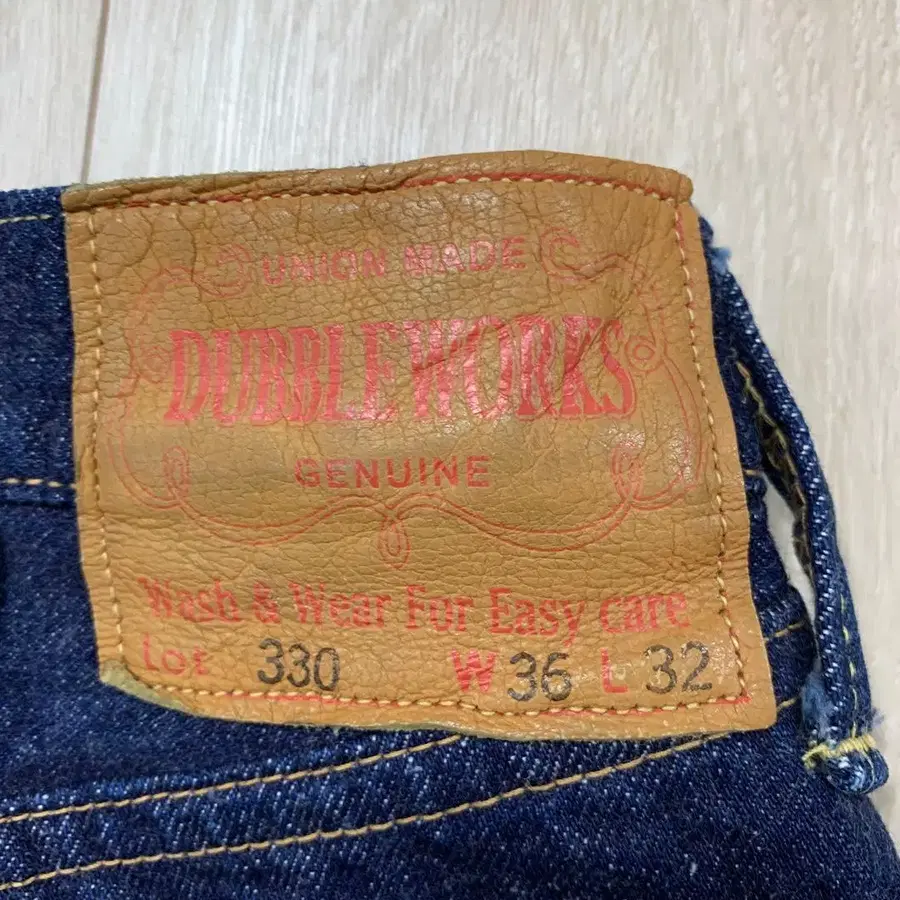 UNION MADE
DUBBLEWORKS
GENUINE
Wash & Wear For Easy care
Lot 330 W 36 L 32